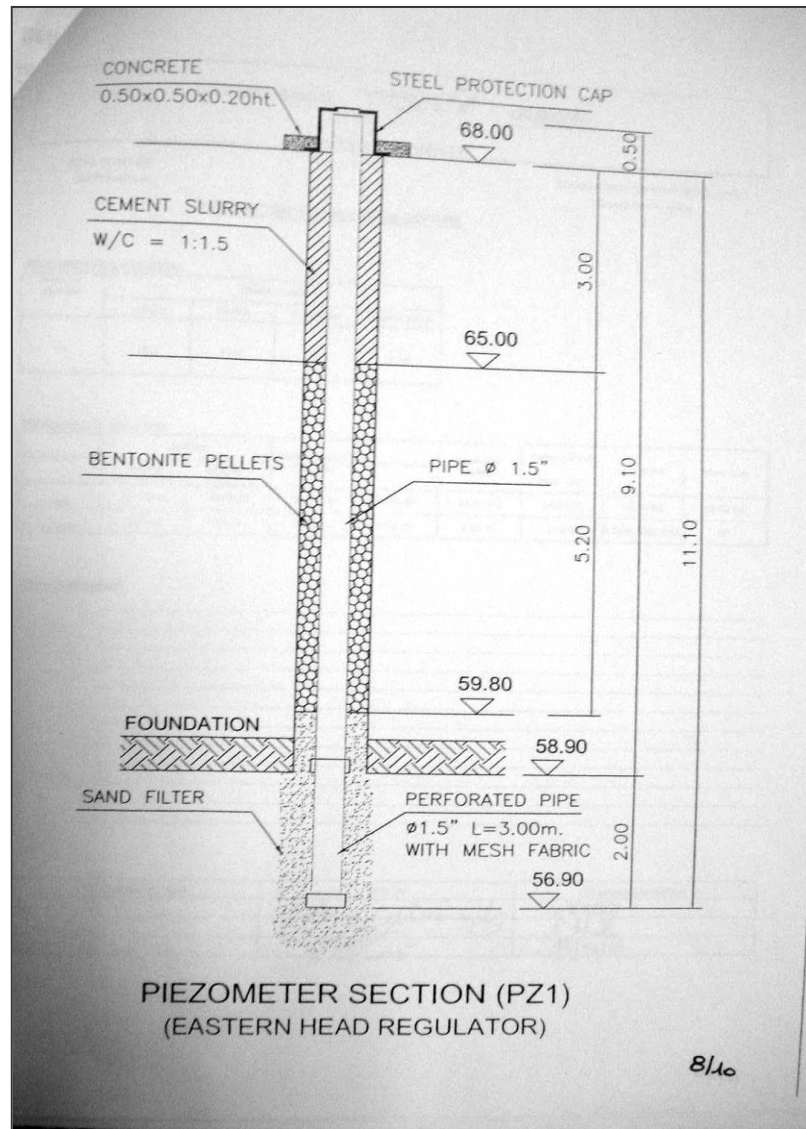 CONCRETE
0.50x0.50x0.20ht.
STEEL PROTECTION CAP
68.00
0.50
CEMENT SLURRY
W/C = 1:1.5
3.00
65.00
BENTONITE PELLETS
PIPE ø 1.5"
9.10
5.20
11.10
59.80
FOUNDATION
58.90
SAND FILTER
PERFORATED PIPE
ø1.5" L=3.00m.
WITH MESH FABRIC
2.00
56.90
PIEZOMETER SECTION (PZ1)
(EASTERN HEAD REGULATOR)
8/10